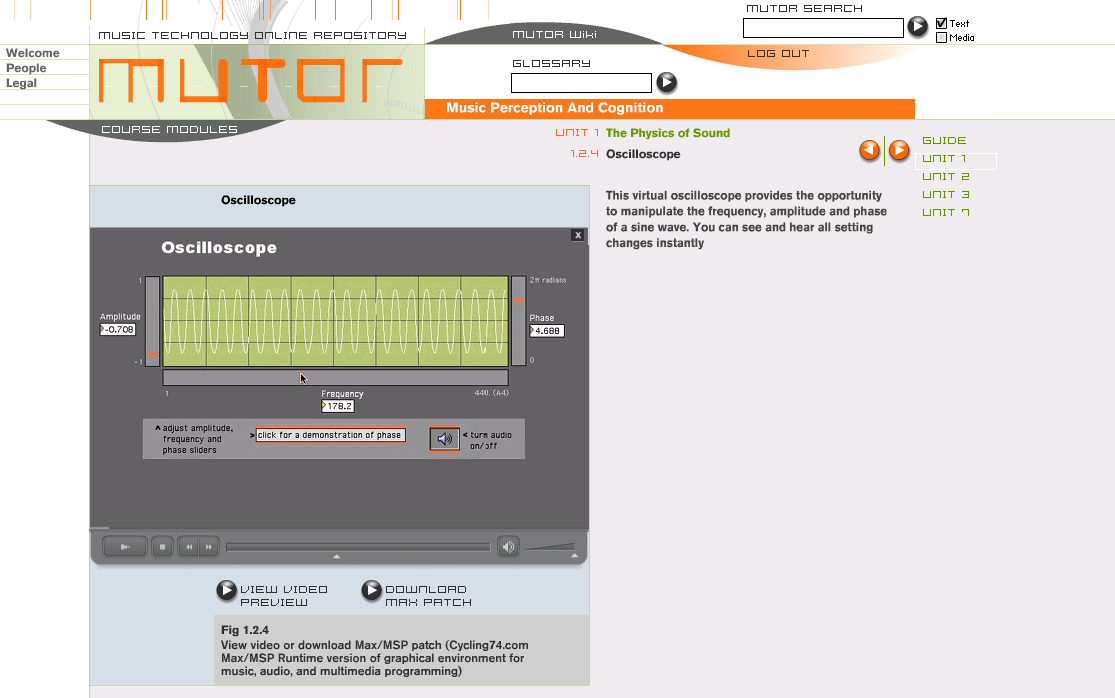 MUTOR SEARCH
Text
Media
MUSIC TECHNOLOGY ONLINE REPOSITORY
MUTOR Wiki
Welcome
People
Legal
MUTOR
LOG OUT
GLOSSARY
Music Perception And Cognition
COURSE MODULES
UNIT 1 The Physics of Sound
1.2.4 Oscilloscope
GUIDE
UNIT 1
UNIT 2
UNIT 3
UNIT 7
Oscilloscope
This virtual oscilloscope provides the opportunity
to manipulate the frequency, amplitude and phase
of a sine wave. You can see and hear all setting
changes instantly
X
Oscilloscope
1
2π radians
Amplitude
-0.708
Phase
4.688
-1
0
1
440. (A4)
Frequency
178.2
^ adjust amplitude,
frequency and
phase sliders
> click for a demonstration of phase
< turn audio
on/off
VIEW VIDEO
PREVIEW
DOWNLOAD
MAX PATCH
Fig 1.2.4
View video or download Max/MSP patch (Cycling74.com
Max/MSP Runtime version of graphical environment for
music, audio, and multimedia programming)